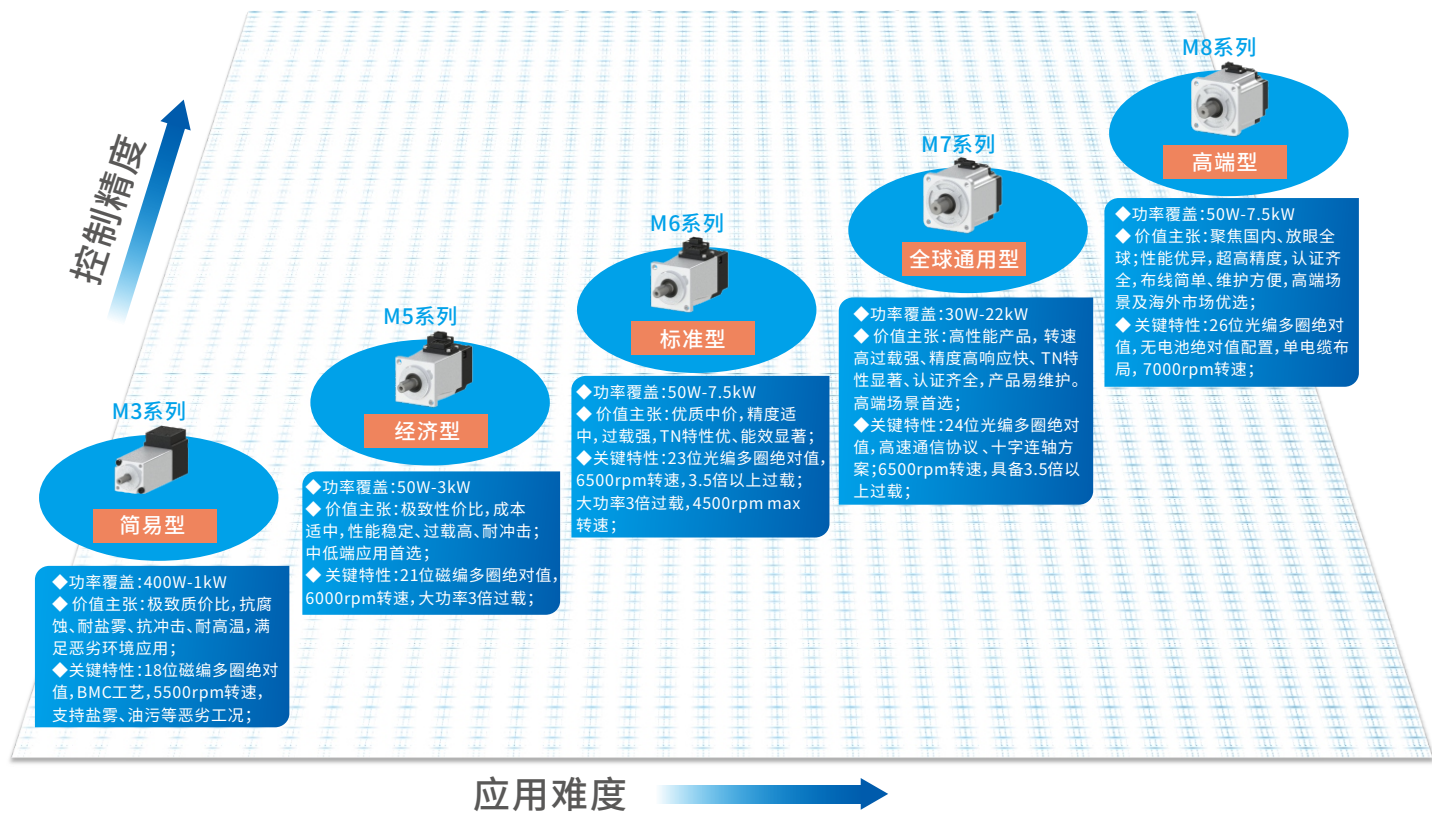 控制精度
M3系列
简易型
◆功率覆盖:400W-1kW
◆ 价值主张:极致质价比,抗腐
蚀、耐盐雾、抗冲击、耐高温,满
足恶劣环境应用;
◆关键特性:18位磁编多圈绝对
值,BMC工艺,5500rpm转速,
支持盐雾、油污等恶劣工况;
M5系列
经济型
◆功率覆盖:50W-3kW
◆ 价值主张:极致性价比,成本
适中,性能稳定、过载高、耐冲击;
中低端应用首选;
◆ 关键特性:21位磁编多圈绝对值,
6000rpm转速,大功率3倍过载;
M6系列
标准型
◆功率覆盖:50W-7.5kW
◆ 价值主张:优质中价,精度适
中,过载强,TN特性优、能效显著;
◆关键特性:23位光编多圈绝对值,
6500rpm转速,3.5倍以上过载;
大功率3倍过载,4500rpm max
转速;
M7系列
全球通用型
◆功率覆盖:30W-22kW
◆ 价值主张:高性能产品,转速
高过载强、精度高响应快、TN特
性显著、认证齐全,产品易维护。
高端场景首选;
◆关键特性:24位光编多圈绝对
值,高速通信协议、十字连轴方
案;6500rpm转速,具备3.5倍以
上过载;
M8系列
高端型
◆功率覆盖:50W-7.5kW
◆ 价值主张:聚焦国内、放眼全
球;性能优异,超高精度,认证齐
全,布线简单、维护方便,高端场
景及海外市场优选;
◆关键特性:26位光编多圈绝对
值,无电池绝对值配置,单电缆布
局,7000rpm转速;
应用难度